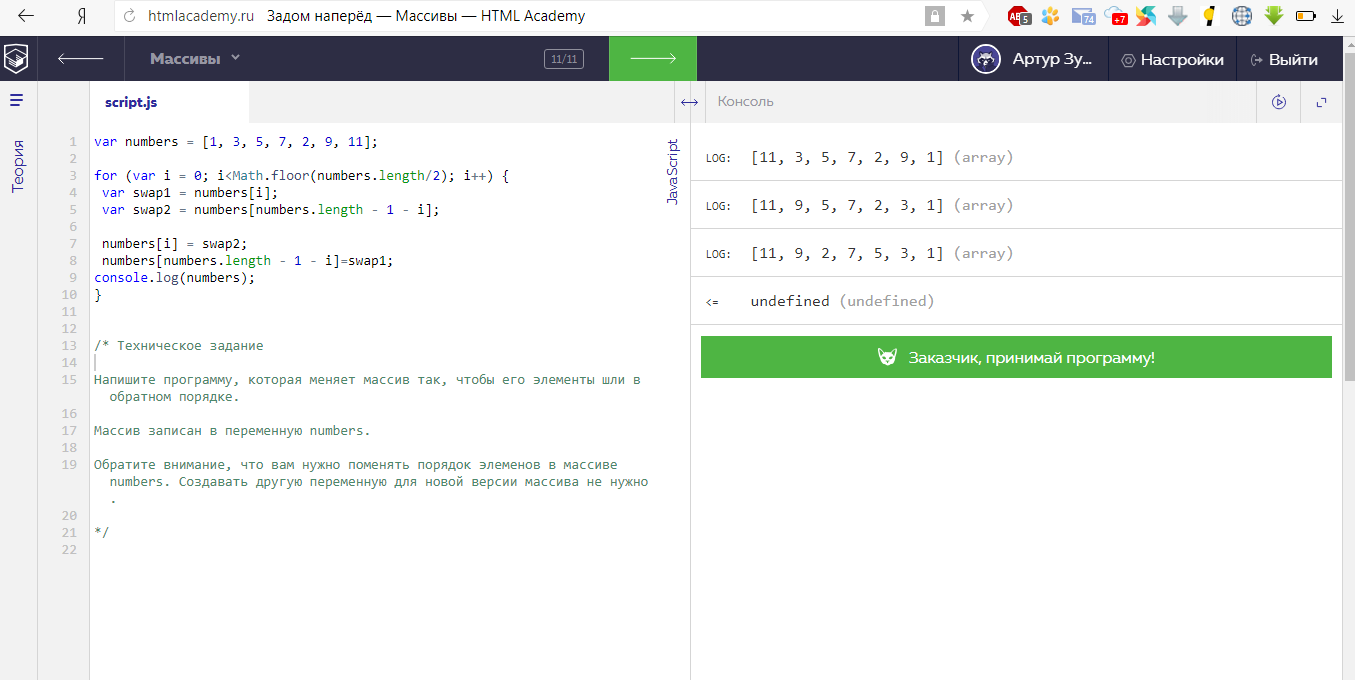 Я
htmlacademy.ru Задом наперёд — Массивы — HTML Academy
ABP 5 74 +7
Массивы 11/11 Артур Зу... Настройки Выйти
script.js
Консоль
Теория
JavaScript
1 var numbers = [1, 3, 5, 7, 2, 9, 11];
2
3 for (var i = 0; i<Math.floor(numbers.length/2); i++) {
4 var swap1 = numbers[i];
5 var swap2 = numbers[numbers.length - 1 - i];
6
7 numbers[i] = swap2;
8 numbers[numbers.length - 1 - i]=swap1;
9 console.log(numbers);
10 }
11
12
13 /* Техническое задание
14
15 Напишите программу, которая меняет массив так, чтобы его элементы шли в
обратном порядке.
16
17 Массив записан в переменную numbers.
18
19 Обратите внимание, что вам нужно поменять порядок элеменов в массиве
numbers. Создавать другую переменную для новой версии массива не нужно
.
20
21 */
22
LOG: [11, 3, 5, 7, 2, 9, 1] (array)
LOG: [11, 9, 5, 7, 2, 3, 1] (array)
LOG: [11, 9, 2, 7, 5, 3, 1] (array)
<= undefined (undefined)
Заказчик, принимай программу!